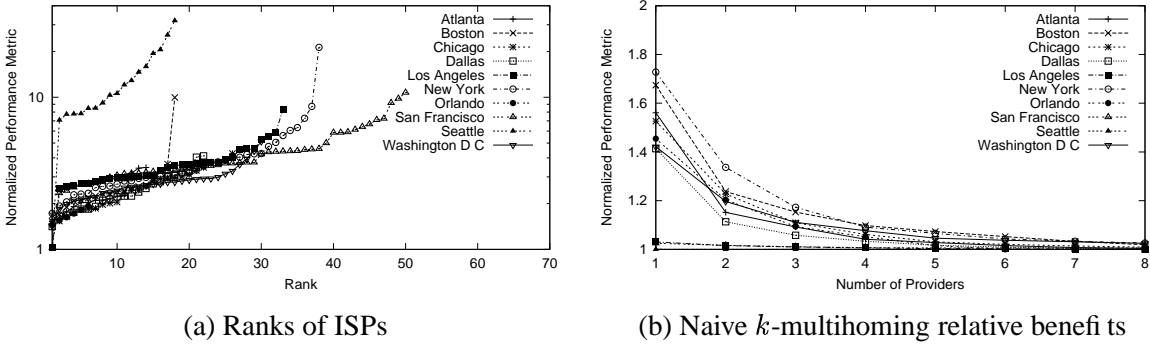 Normalized Performance Metric
10
1
10
20
30
40
50
60
70
Rank
Atlanta
Boston
Chicago
Dallas
Los Angeles
New York
Orlando
San Francisco
Seattle
Washington D C
(a) Ranks of ISPs
Normalized Performance Metric
2
1.8
1.6
1.4
1.2
1
1
2
3
4
5
6
7
8
Number of Providers
Atlanta
Boston
Chicago
Dallas
Los Angeles
New York
Orlando
San Francisco
Seattle
Washington D C
(b) Naive k-multihoming relative benefits